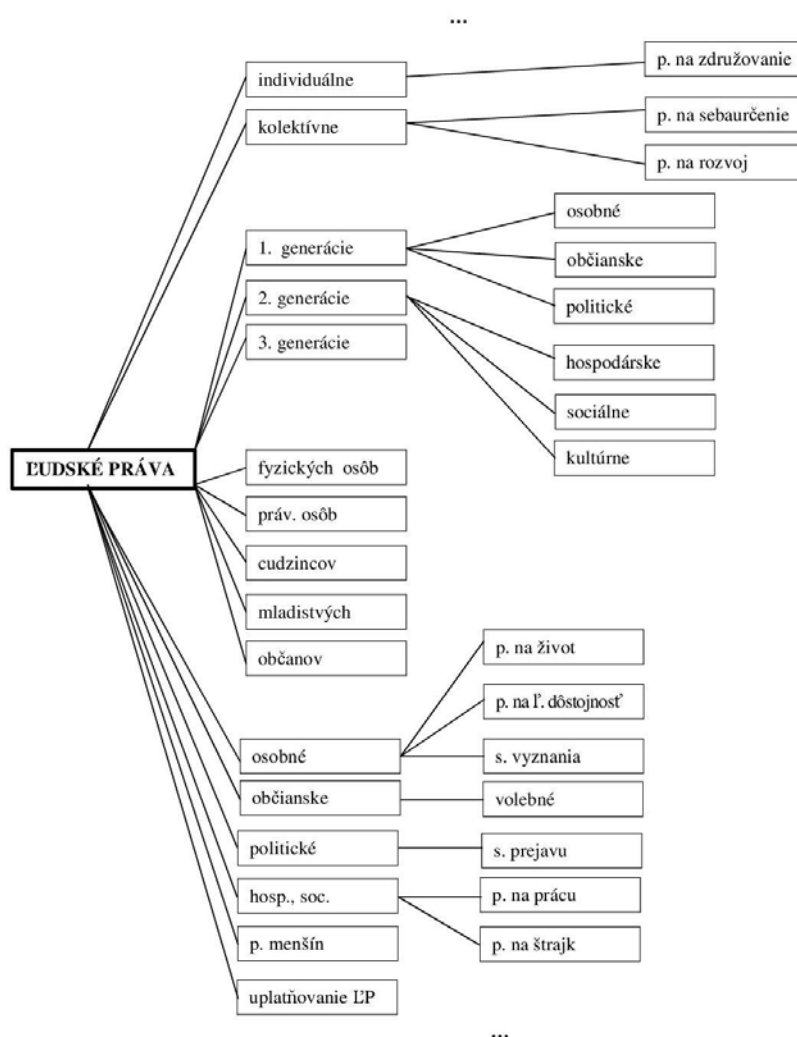 ...
individuálne
p. na združovanie
kolektívne
p. na sebaurčenie
p. na rozvoj
1. generácie
osobné
občianske
politické
2. generácie
hospodárske
sociálne
kultúrne
3. generácie
ĽUDSKÉ PRÁVA
fyzických osôb
práv. osôb
cudzincov
mladistvých
občanov
osobné
p. na život
p. na ľ. dôstojnosť
s. vyznania
občianske
volebné
politické
s. prejavu
hosp., soc.
p. na prácu
p. na štrajk
p. menšín
uplatňovanie ĽP
...